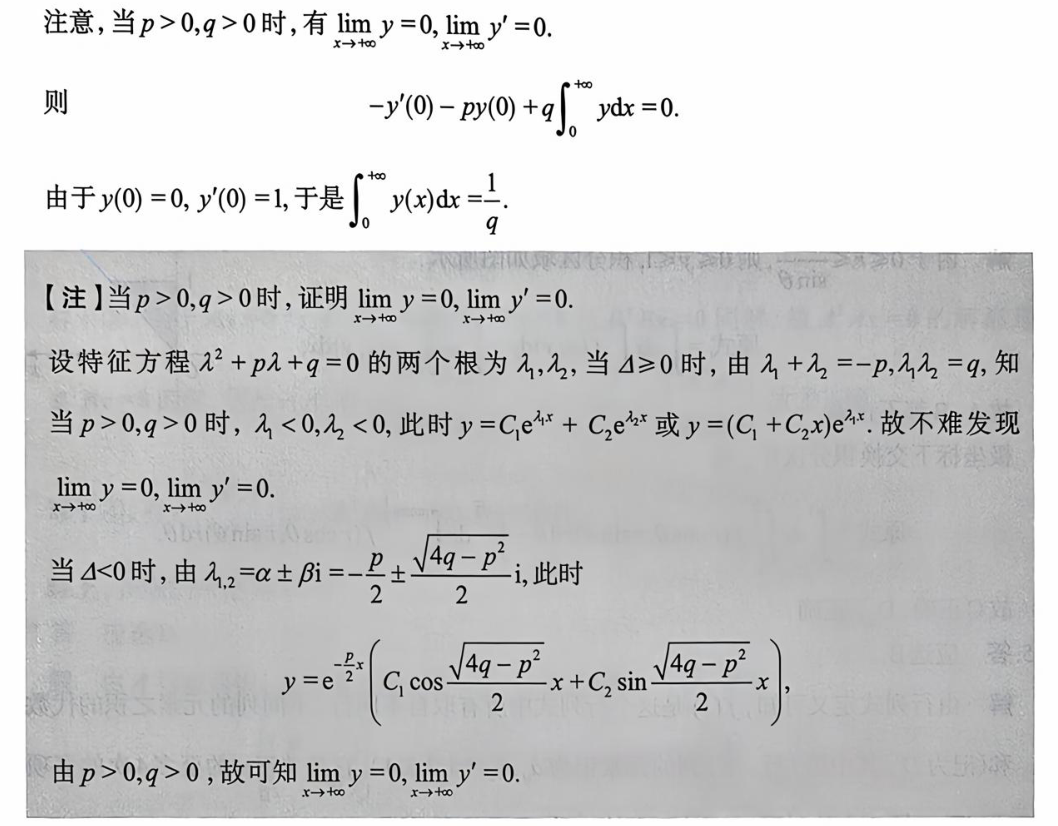 注意,当p>0,q>0时,有 lim_{x→+∞} y=0, lim_{x→+∞} y′=0.
则 -y′(0)-py(0)+q∫_0^{+∞} ydx=0.
由于y(0)=0, y′(0)=1,于是∫_0^{+∞} y(x)dx=1/q.
【注】当p>0,q>0时,证明 lim_{x→+∞} y=0, lim_{x→+∞} y′=0.
设特征方程λ²+pλ+q=0的两个根为λ₁,λ₂,当Δ≥0时,由λ₁+λ₂=-p,λ₁λ₂=q,知
当p>0,q>0时,λ₁<0,λ₂<0,此时y=C₁e^{λ₁x}+C₂e^{λ₂x}或y=(C₁+C₂x)e^{λ₁x}.故不难发现
lim_{x→+∞} y=0, lim_{x→+∞} y′=0.
当Δ<0时,由λ_{1,2}=α±βi=-p/2±√(4q-p²)/2 i,此时
y=e^{-p/2 x}(C₁cos √(4q-p²)/2 x+C₂sin √(4q-p²)/2 x),
由p>0,q>0,故可知 lim_{x→+∞} y=0, lim_{x→+∞} y′=0.